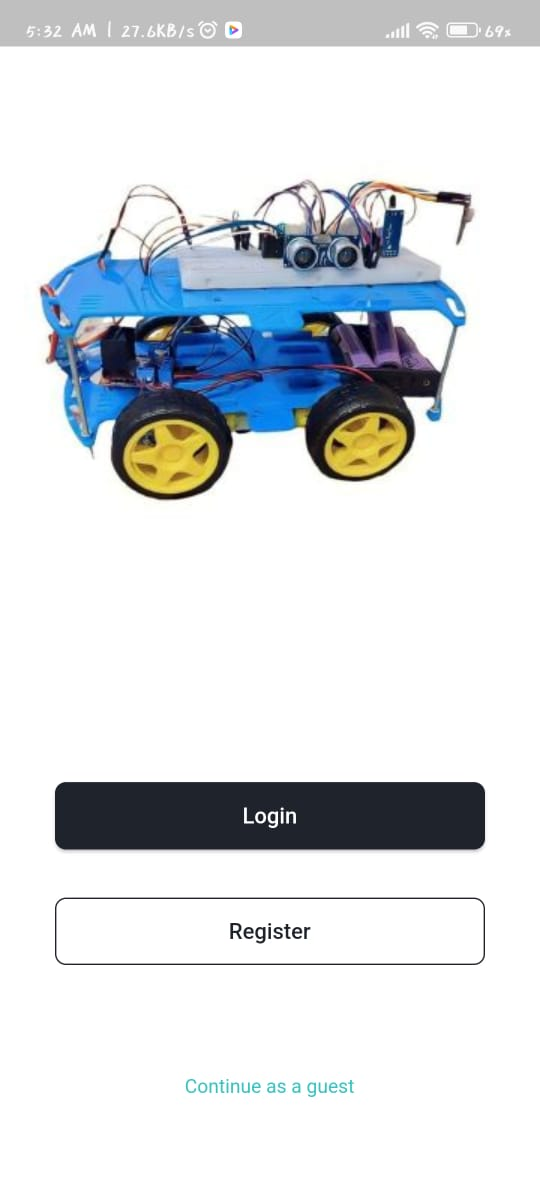 5:32 AM | 27.6KB/s 69%
Login
Register
Continue as a guest